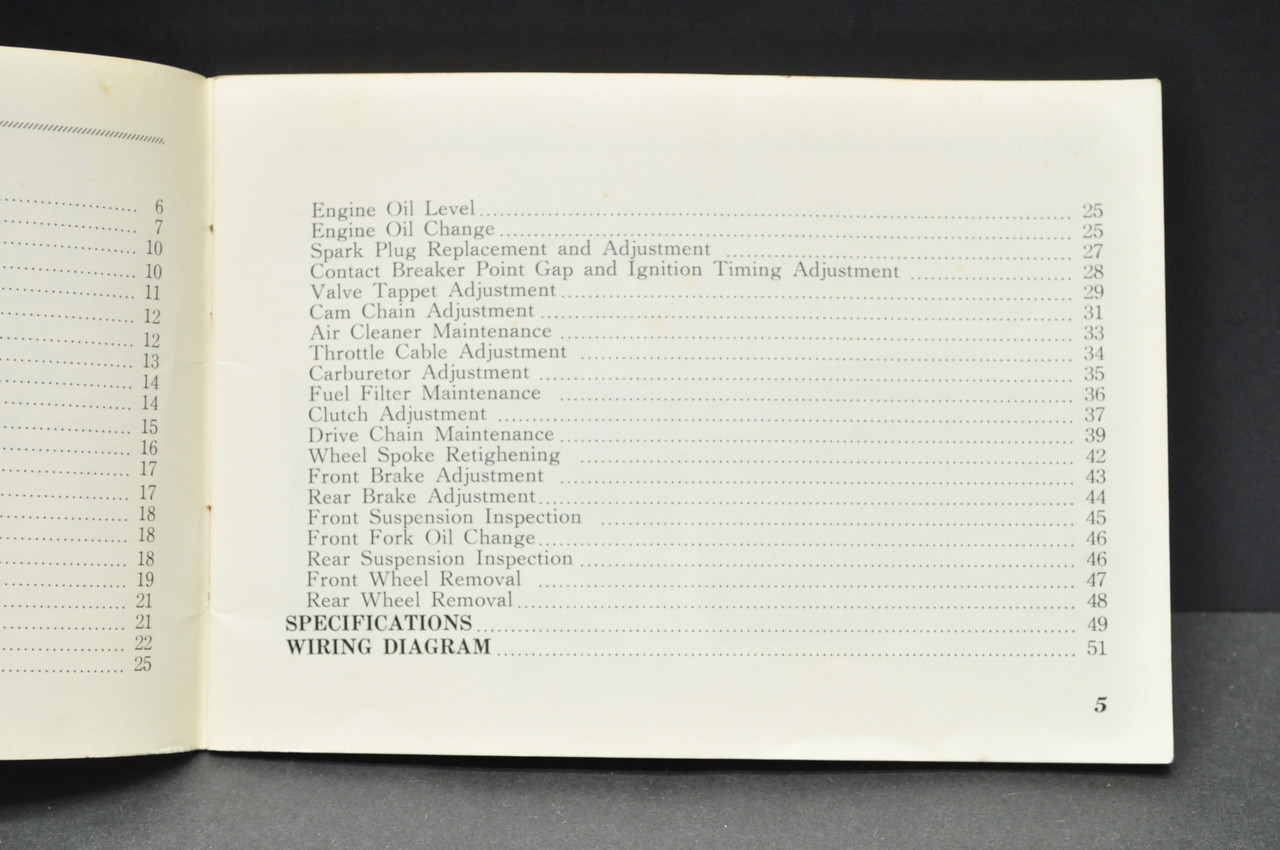 6
7
10
10
11
12
12
13
14
14
15
16
17
17
18
18
18
19
21
21
22
25
Engine Oil Level 25
Engine Oil Change 25
Spark Plug Replacement and Adjustment 27
Contact Breaker Point Gap and Ignition Timing Adjustment 28
Valve Tappet Adjustment 29
Cam Chain Adjustment 31
Air Cleaner Maintenance 33
Throttle Cable Adjustment 34
Carburetor Adjustment 35
Fuel Filter Maintenance 36
Clutch Adjustment 37
Drive Chain Maintenance 39
Wheel Spoke Retighening 42
Front Brake Adjustment 43
Rear Brake Adjustment 44
Front Suspension Inspection 45
Front Fork Oil Change 46
Rear Suspension Inspection 46
Front Wheel Removal 47
Rear Wheel Removal 48
SPECIFICATIONS 49
WIRING DIAGRAM 51
5